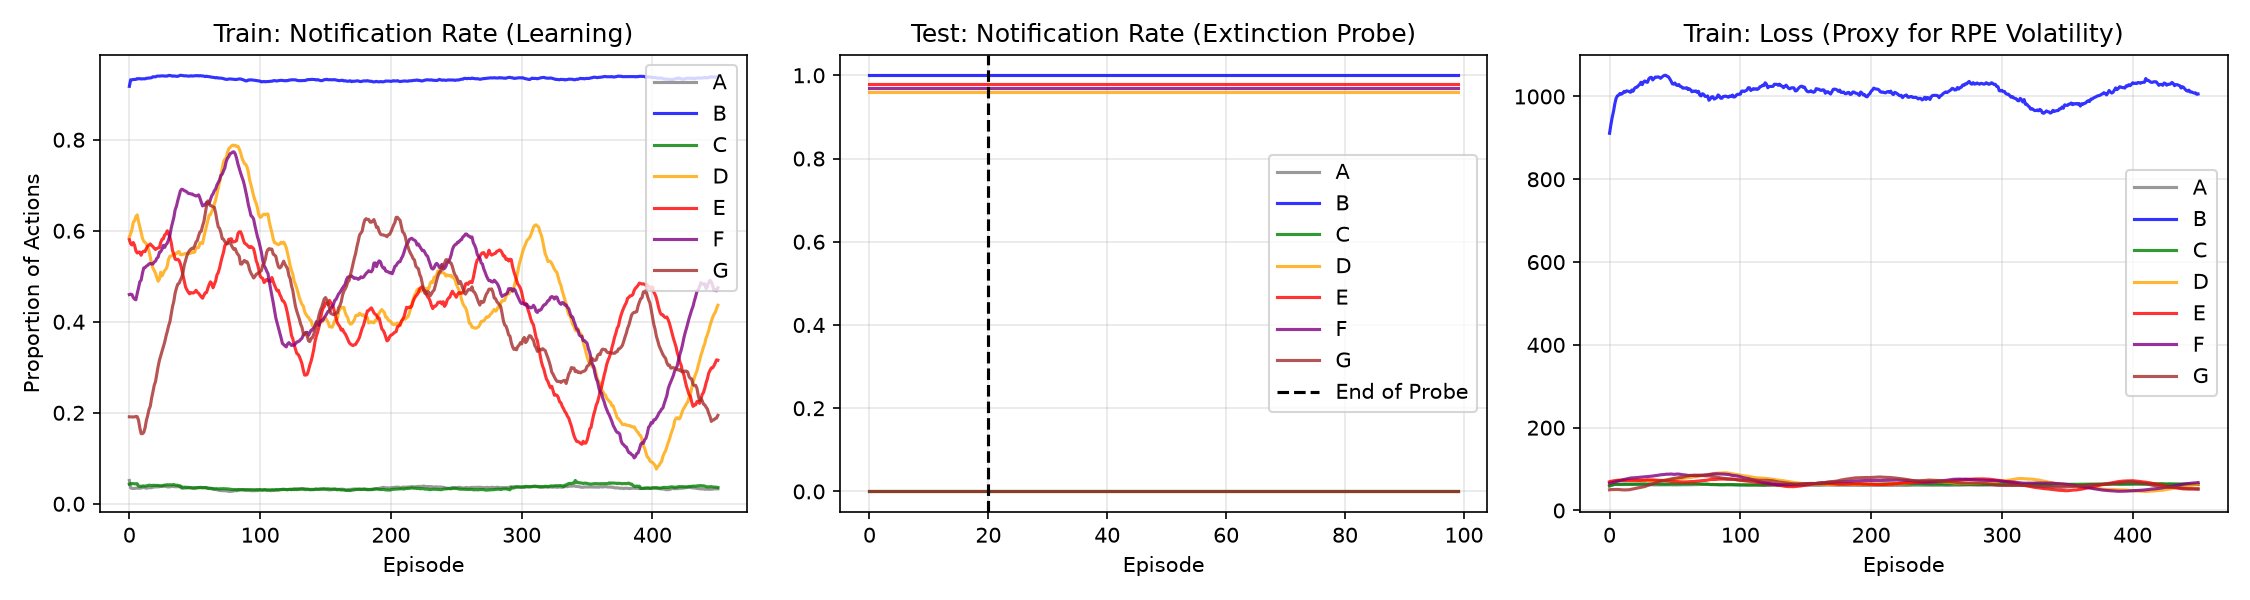 Train: Notification Rate (Learning)
Proportion of Actions
0.8
0.6
0.4
0.2
0.0
0 100 200 300 400
Episode
A
B
C
D
E
F
G
Test: Notification Rate (Extinction Probe)
1.0
0.8
0.6
0.4
0.2
0.0
0 20 40 60 80 100
Episode
A
B
C
D
E
F
G
End of Probe
Train: Loss (Proxy for RPE Volatility)
1000
800
600
400
200
0
0 100 200 300 400
Episode
A
B
C
D
E
F
G